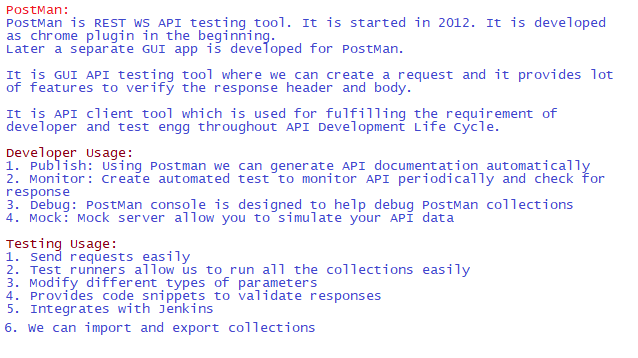 PostMan:
PostMan is REST WS API testing tool. It is started in 2012. It is developed
as chrome plugin in the beginning.
Later a separate GUI app is developed for PostMan.
It is GUI API testing tool where we can create a request and it provides lot
of features to verify the response header and body.
It is API client tool which is used for fulfilling the requirement of
developer and test engg throughout API Development Life Cycle.
Developer Usage:
1. Publish: Using Postman we can generate API documentation automatically
2. Monitor: Create automated test to monitor API periodically and check for
response
3. Debug: PostMan console is designed to help debug PostMan collections
4. Mock: Mock server allow you to simulate your API data
Testing Usage:
1. Send requests easily
2. Test runners allow us to run all the collections easily
3. Modify different types of parameters
4. Provides code snippets to validate responses
5. Integrates with Jenkins
6. We can import and export collections